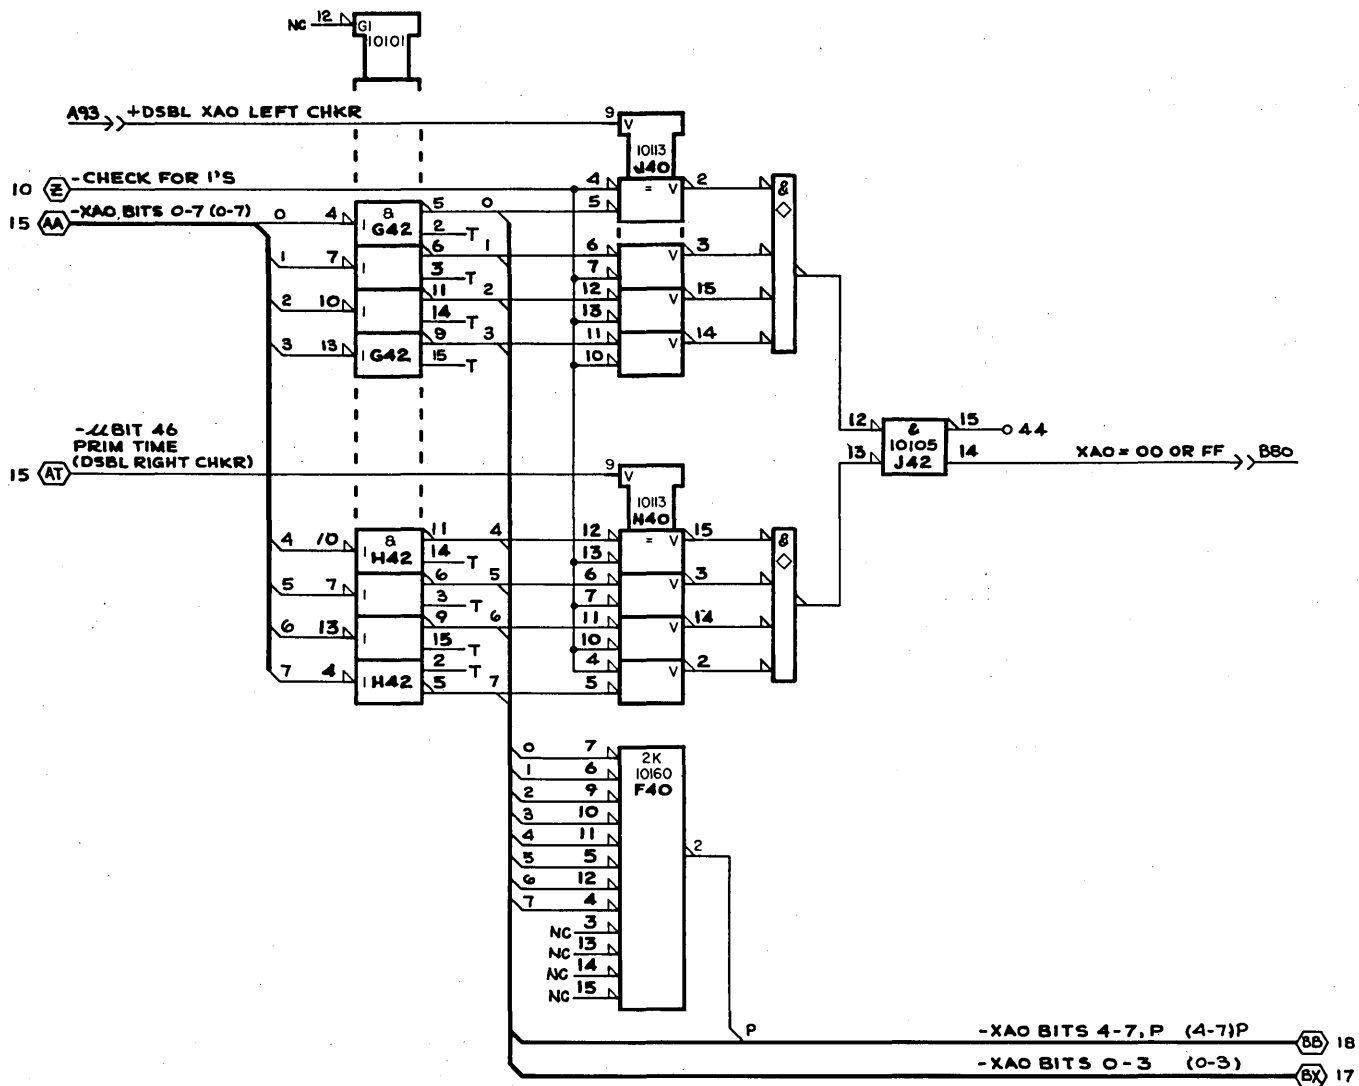 NC 12 G1
10101
A93 +DSBL XAO LEFT CHKR 9 V
10113
J40
10 Z -CHECK FOR 1'S 4 = V 2 &
15 AA -XAO BITS 0-7 (0-7) 0 4 & 5 0 5
1 G42 2 T
1 7 1 6 1 6 V 3
3 T 7
2 10 1 11 2 12 V 15
14 T 13
3 13 1 G42 9 3 11 V 14
15 T 10
-µBIT 46
PRIM TIME
(DSBL RIGHT CHKR)
15 AT 9 V
10113
H40
12 & 15 44
10105
13 J42 14 XAO = 00 OR FF B80
4 10 1 & 11 4 12 = V 15 &
H42 14 T 13
5 7 1 6 5 6 V 3
3 T 7
6 13 1 9 6 11 V 14
15 T 10
7 4 1 H42 2 T 4 V 2
5 7 5
0 7 2K
1 6 10160
2 9 F40
3 10
4 11
5 5 2
6 12
7 4
NC 3
NC 13
NC 14
NC 15
P -XAO BITS 4-7, P (4-7)P BB 18
-XAO BITS 0-3 (0-3) BX 17